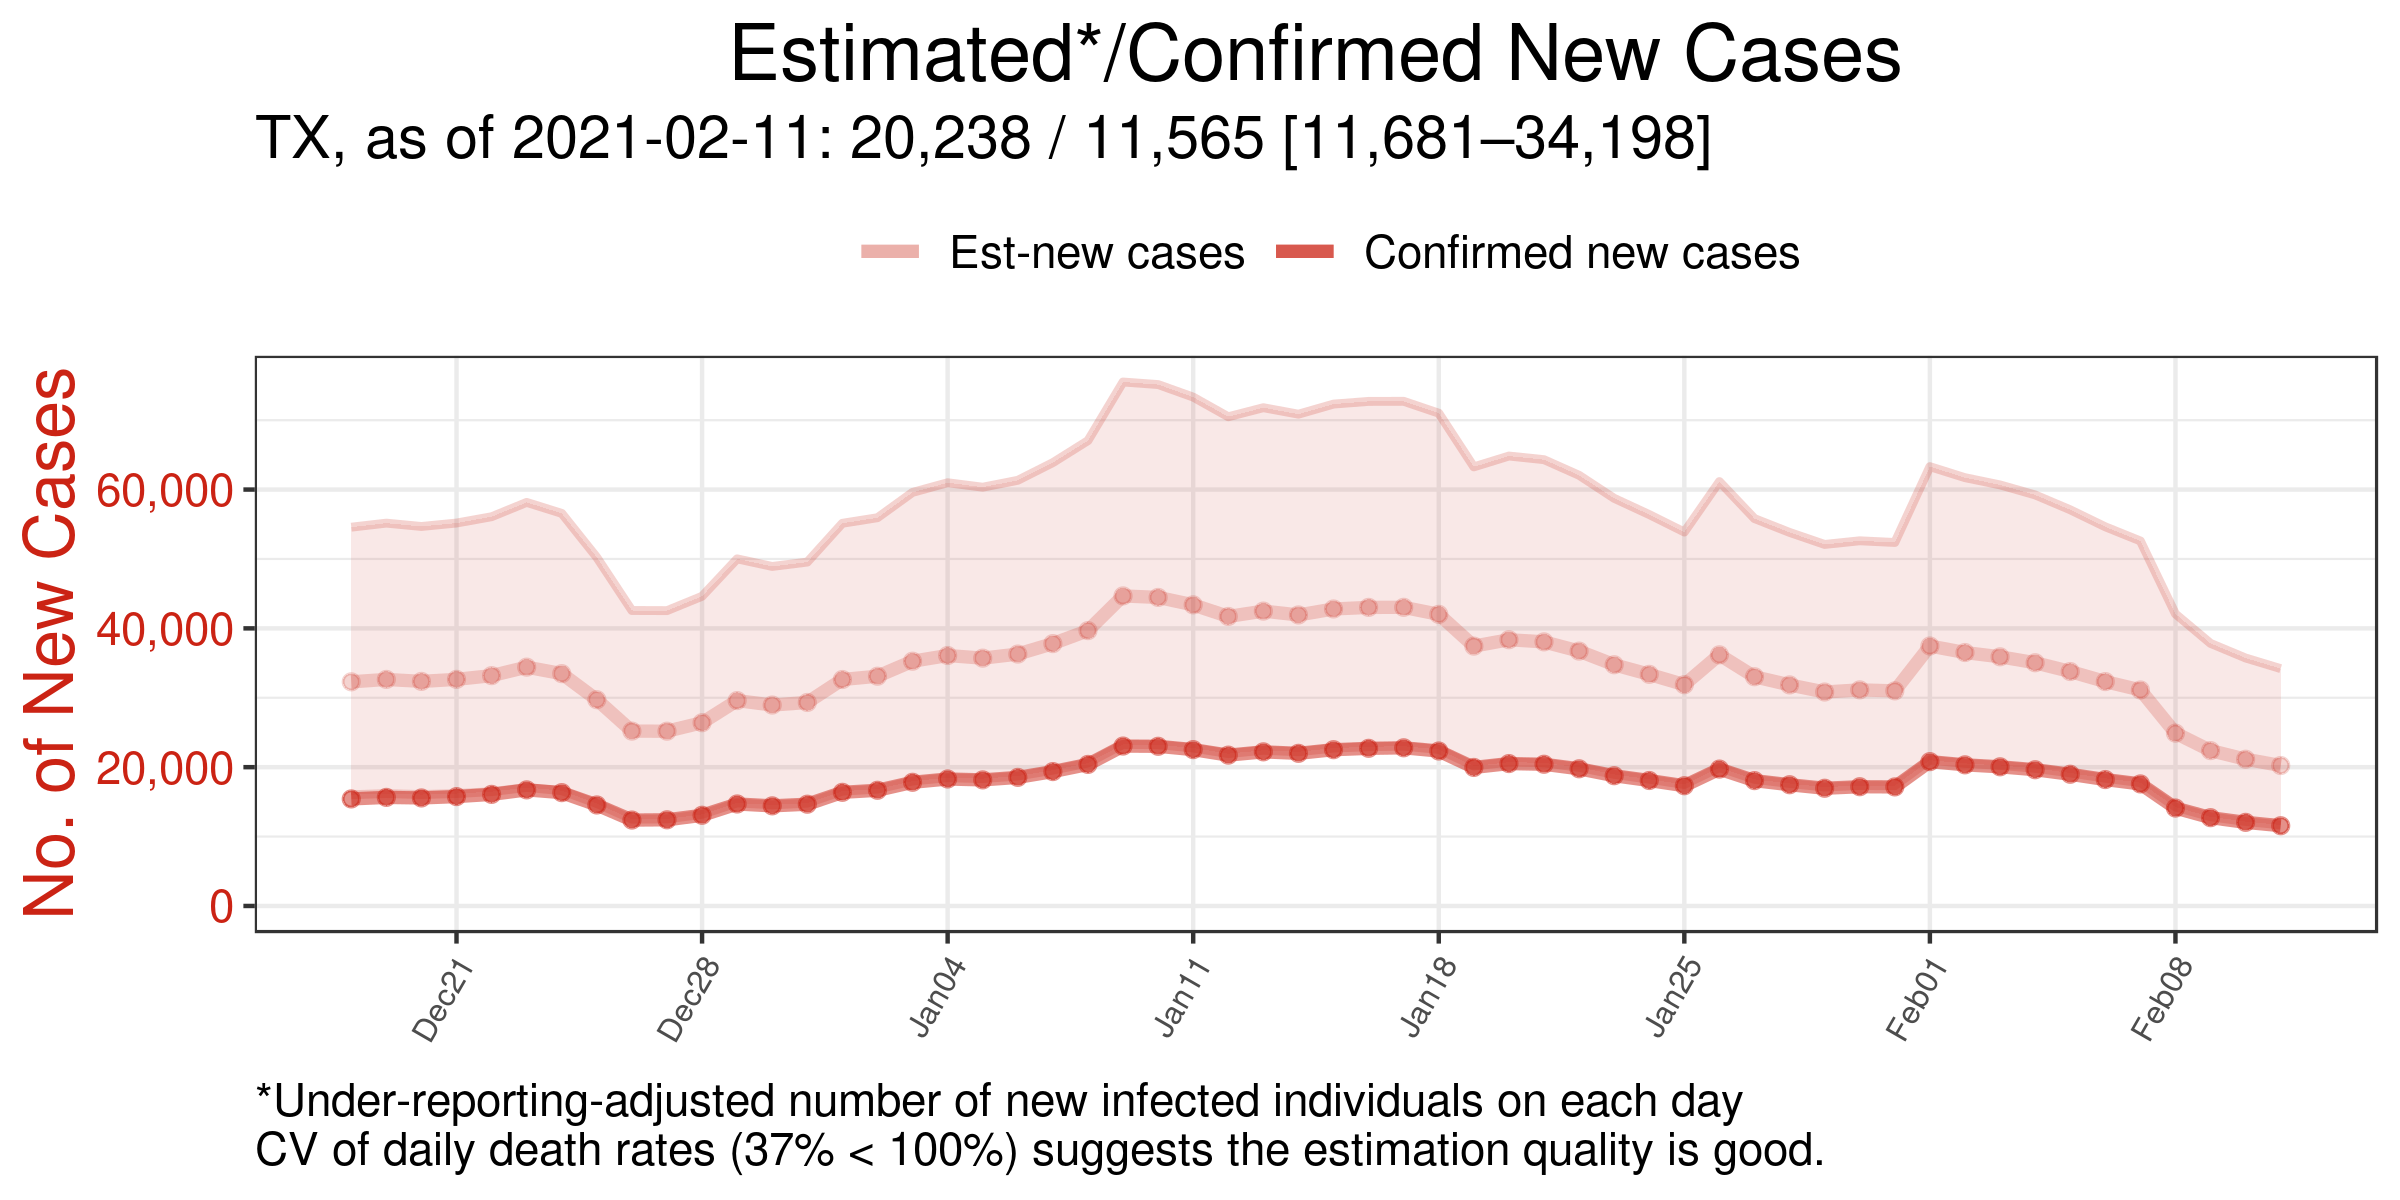 Estimated*/Confirmed New Cases
TX, as of 2021-02-11: 20,238 / 11,565 [11,681–34,198]
Est-new cases
Confirmed new cases
No. of New Cases
60,000
40,000
20,000
0
Dec21
Dec28
Jan04
Jan11
Jan18
Jan25
Feb01
Feb08
*Under-reporting-adjusted number of new infected individuals on each day
CV of daily death rates (37% < 100%) suggests the estimation quality is good.